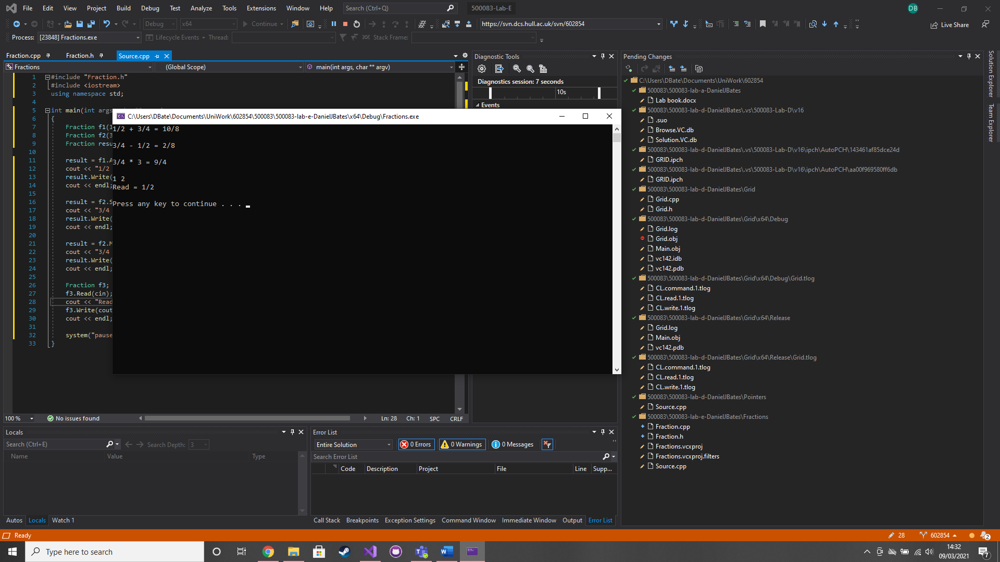 File Edit View Project Build Debug Test Analyze Tools Extensions Window Help Search (Ctrl+Q) 500083-Lab-E DB
Debug x64 Continue https://svn.dcs.hull.ac.uk/svn/602854 Live Share
Process: [23848] Fractions.exe Lifecycle Events Thread: Stack Frame:
Fraction.cpp Fraction.h Source.cpp
Fractions (Global Scope) main(int args, char ** argv)
1 #include "Fraction.h"
2 #include <iostream>
3 using namespace std;
4
5 int main(int args
6 {
7 Fraction f1(1
8 Fraction f2(3
9 Fraction resu
10
11 result = f1.A
12 cout << "1/2
13 result.Write(
14 cout << endl;
15
16 result = f2.S
17 cout << "3/4
18 result.Write(
19 cout << endl;
20
21 result = f2.M
22 cout << "3/4
23 result.Write(
24 cout << endl;
25
26 Fraction f3;
27 f3.Read(cin);
28 cout << "Read
29 f3.Write(cout
30 cout << endl;
31
32 system("pause
33 }
100 % No issues found Ln: 28 Ch: 1 SPC CRLF
C:\Users\DBate\Documents\UniWork\602854\500083\500083-lab-e-DanielJBates\x64\Debug\Fractions.exe
1/2 + 3/4 = 10/8
3/4 - 1/2 = 2/8
3/4 * 3 = 9/4
1 2
Read = 1/2
Press any key to continue . . .
Diagnostic Tools
Diagnostics session: 7 seconds
10s
Events
Pending Changes
C:\Users\DBate\Documents\UniWork\602854
500083\500083-lab-a-DanielJBates
Lab book.docx
500083\500083-lab-d-DanielJBates\.vs\500083-Lab-D\v16
.suo
Browse.VC.db
Solution.VC.db
500083\500083-lab-d-DanielJBates\.vs\500083-Lab-D\v16\ipch\AutoPCH\143461af85dce24d
GRID.ipch
500083\500083-lab-d-DanielJBates\.vs\500083-Lab-D\v16\ipch\AutoPCH\aa00f969580ff6db
GRID.ipch
500083\500083-lab-d-DanielJBates\Grid
Grid.cpp
Grid.h
500083\500083-lab-d-DanielJBates\Grid\x64\Debug
Grid.log
Grid.obj
Main.obj
vc142.idb
vc142.pdb
500083\500083-lab-d-DanielJBates\Grid\x64\Debug\Grid.tlog
CL.command.1.tlog
CL.read.1.tlog
CL.write.1.tlog
500083\500083-lab-d-DanielJBates\Grid\x64\Release
Grid.log
Main.obj
vc142.pdb
500083\500083-lab-d-DanielJBates\Grid\x64\Release\Grid.tlog
CL.command.1.tlog
CL.read.1.tlog
CL.write.1.tlog
500083\500083-lab-d-DanielJBates\Pointers
Source.cpp
500083\500083-lab-e-DanielJBates\Fractions
Fraction.cpp
Fraction.h
Fractions.vcxproj
Fractions.vcxproj.filters
Source.cpp
Solution Explorer
Team Explorer
Locals
Search (Ctrl+E) Search Depth: 3
Name Value Type
Autos Locals Watch 1
Error List
Entire Solution 0 Errors 0 Warnings 0 Messages
Search Error List
Code Description Project File Line Supp...
Call Stack Breakpoints Exception Settings Command Window Immediate Window Output Error List
Ready 28 602854 2
Type here to search 14:32
09/03/2021 7